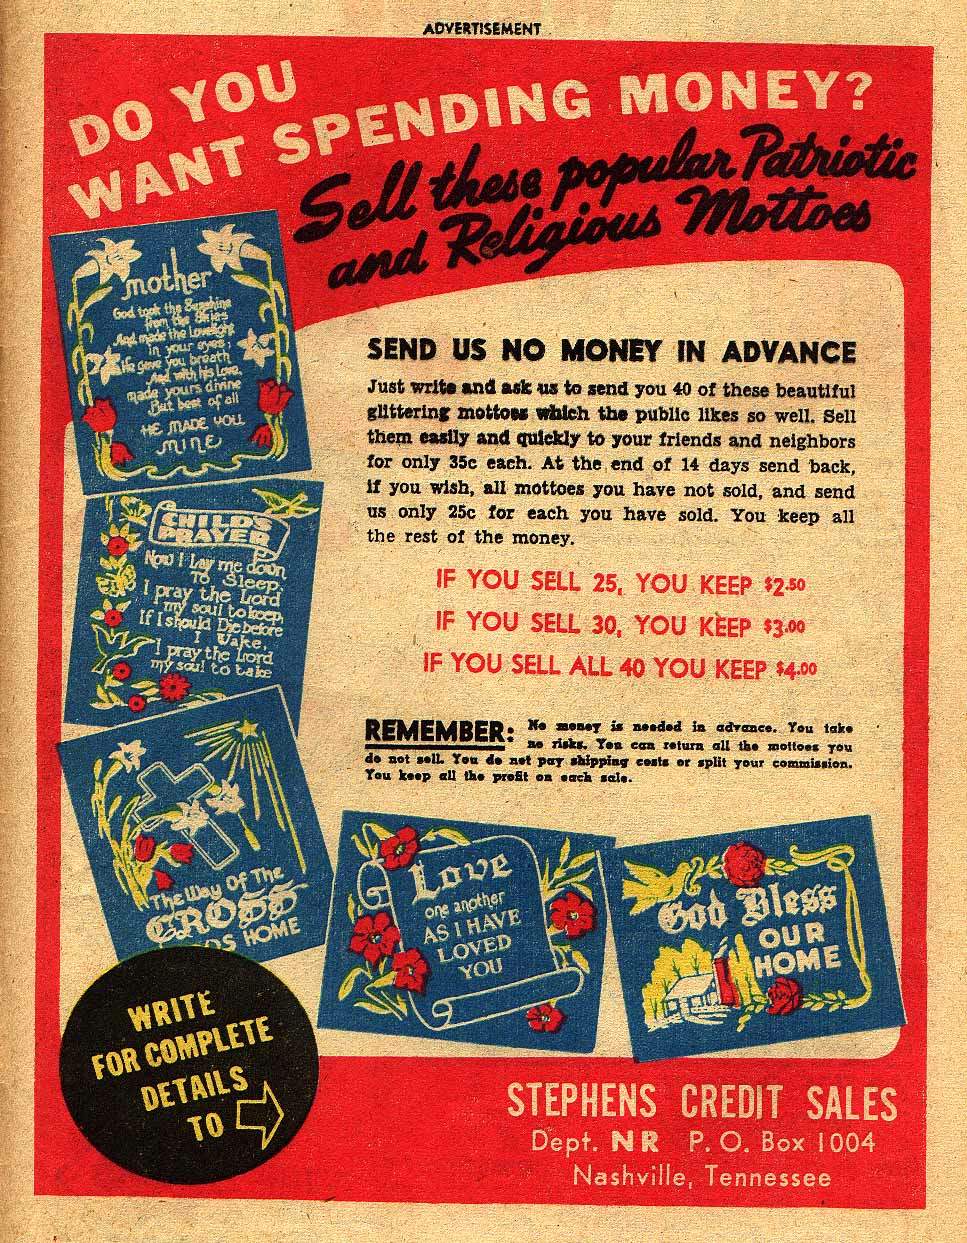 ADVERTISEMENT
DO YOU
WANT SPENDING MONEY?
Sell these popular Patriotic
and Religious Mottoes
mother
God took the Sunshine
from the Skies
And made the Lovelight
in your eyes;
He gave you breath
And with his Love,
made yours divine
But best of all
HE MADE YOU
MINE
CHILD'S
PRAYER
Now I Lay me down
TO Sleep,
I pray the Lord
my soul to keep,
If I should Die before
I Wake,
I pray the Lord
my soul to take
The Way Of The
CROSS
HOME
SEND US NO MONEY IN ADVANCE
Just write and ask us to send you 40 of these beautiful
glittering mottoes which the public likes so well. Sell
them easily and quickly to your friends and neighbors
for only 35c each. At the end of 14 days send back,
if you wish, all mottoes you have not sold, and send
us only 25c for each you have sold. You keep all
the rest of the money.
IF YOU SELL 25, YOU KEEP $2.50
IF YOU SELL 30, YOU KEEP $3.00
IF YOU SELL ALL 40 YOU KEEP $4.00
REMEMBER: No money is needed in advance. You take
no risks. You can return all the mottoes you
do not sell. You do not pay shipping costs or split your commission.
You keep all the profit on each sale.
Love
one another
AS I HAVE
LOVED
YOU
God Bless
OUR
HOME
WRITE
FOR COMPLETE
DETAILS
TO
STEPHENS CREDIT SALES
Dept. NR P. O. Box 1004
Nashville, Tennessee